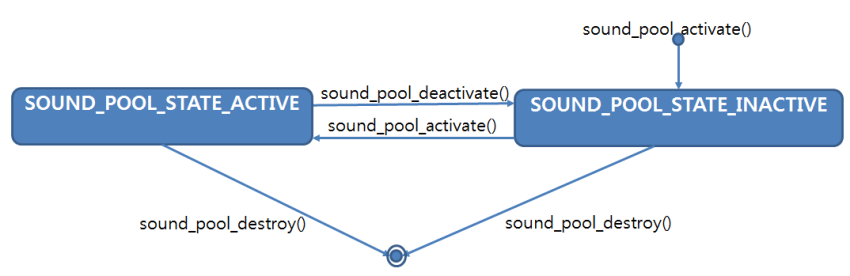 sound_pool_activate()
SOUND_POOL_STATE_ACTIVE
sound_pool_deactivate()
SOUND_POOL_STATE_INACTIVE
sound_pool_activate()
sound_pool_destroy()
sound_pool_destroy()